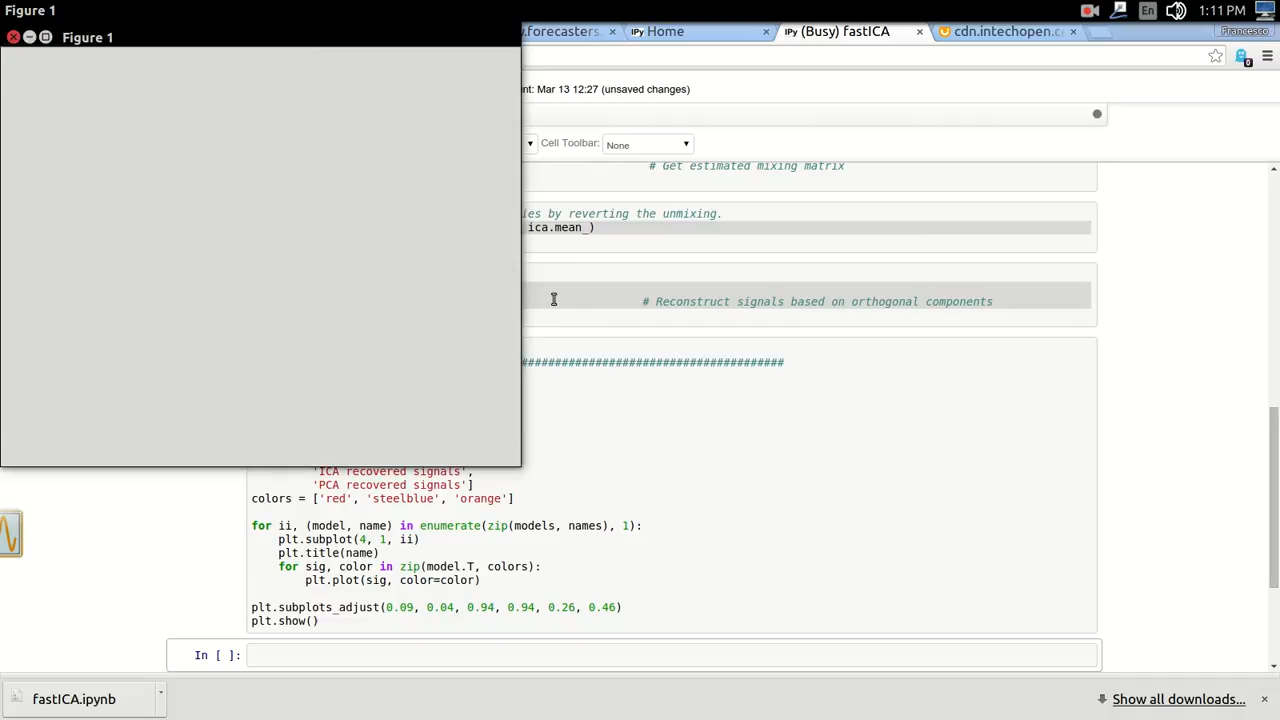 Figure 1
En
1:11 PM
Figure 1
.forecasters.
IPy Home
IPy (Busy) fastICA
cdn.intechopen.c
Francesco
nt: Mar 13 12:27 (unsaved changes)
Cell Toolbar: None
# Get estimated mixing matrix
ies by reverting the unmixing.
ica.mean_)
# Reconstruct signals based on orthogonal components
#######################################
'ICA recovered signals',
'PCA recovered signals']
colors = ['red', 'steelblue', 'orange']
for ii, (model, name) in enumerate(zip(models, names), 1):
plt.subplot(4, 1, ii)
plt.title(name)
for sig, color in zip(model.T, colors):
plt.plot(sig, color=color)
plt.subplots_adjust(0.09, 0.04, 0.94, 0.94, 0.26, 0.46)
plt.show()
In [ ]:
fastICA.ipynb
Show all downloads...